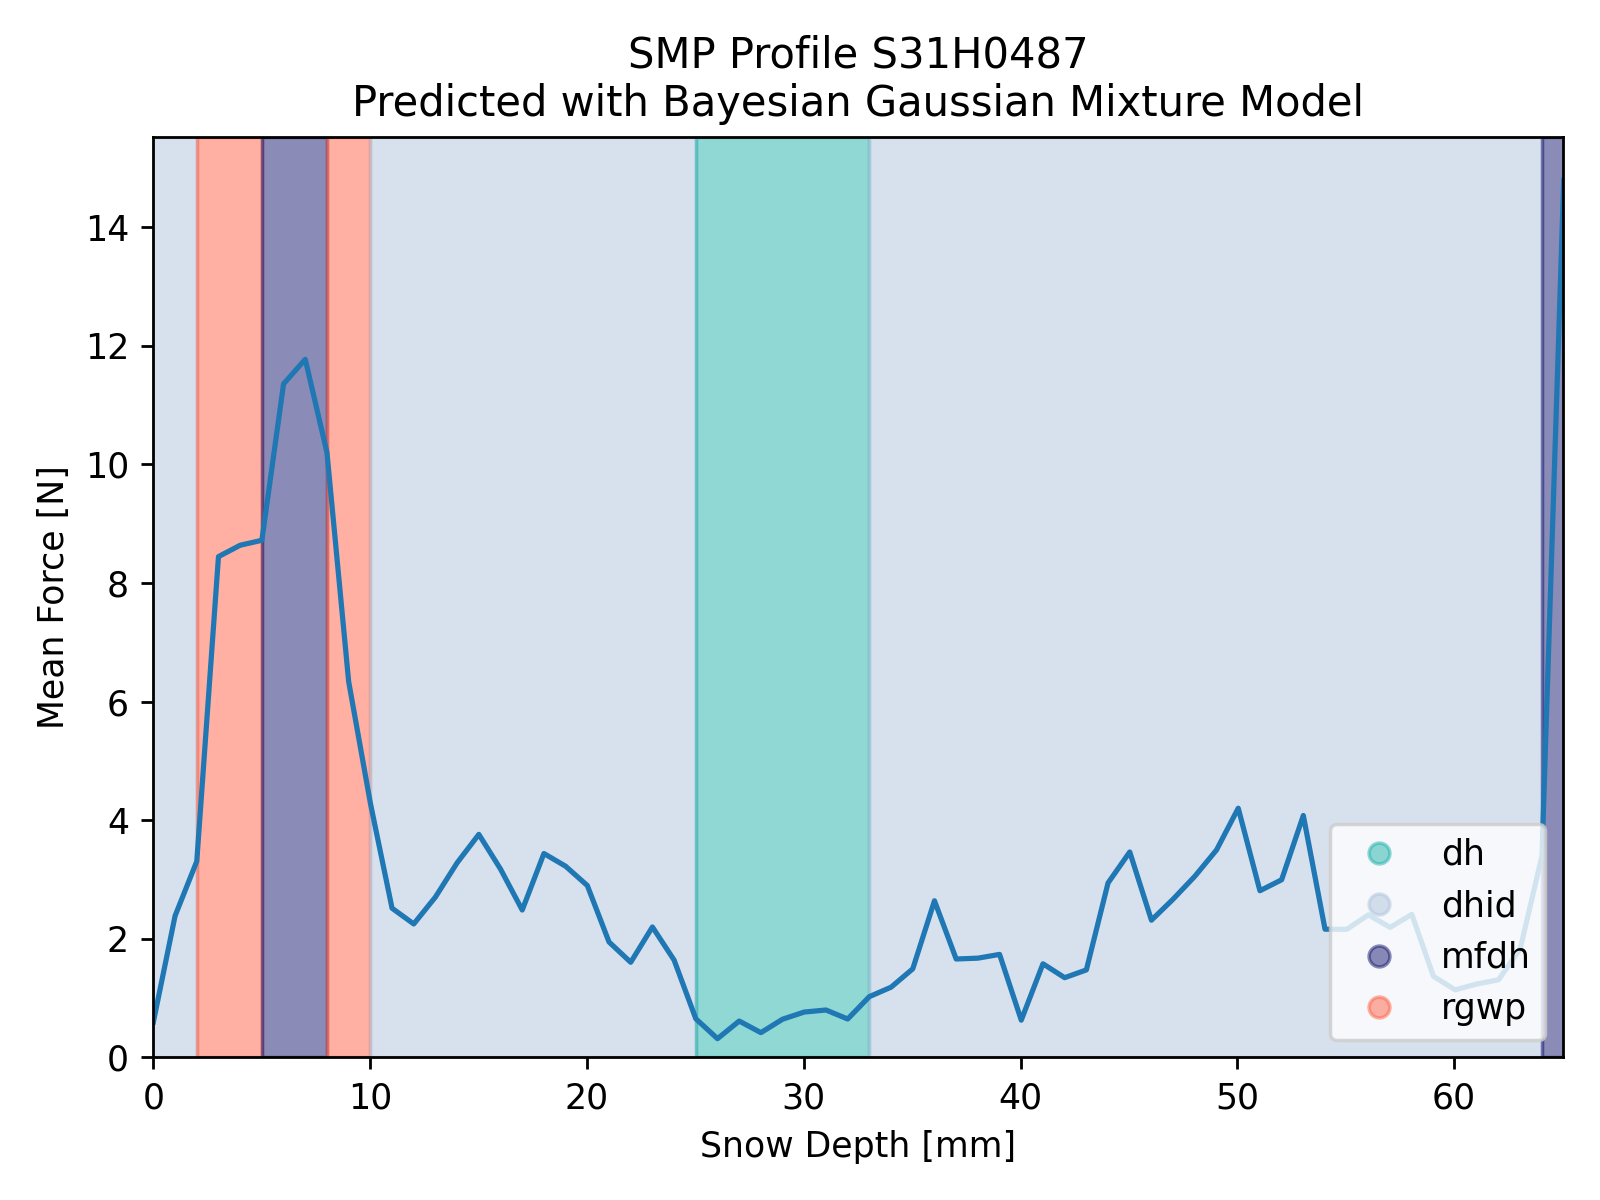 SMP Profile S31H0487
Predicted with Bayesian Gaussian Mixture Model
Mean Force [N]
14
12
10
8
6
4
2
0
0 10 20 30 40 50 60
Snow Depth [mm]
dh
dhid
mfdh
rgwp